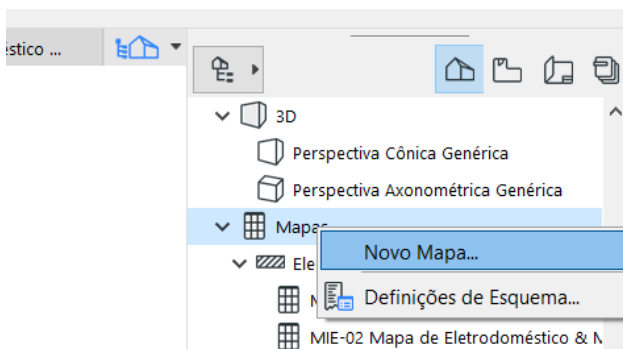 éstico ...
3D
Perspectiva Cônica Genérica
Perspectiva Axonométrica Genérica
Mapas
Novo Mapa...
Ele
Definições de Esquema...
MIE-02 Mapa de Eletrodoméstico & M